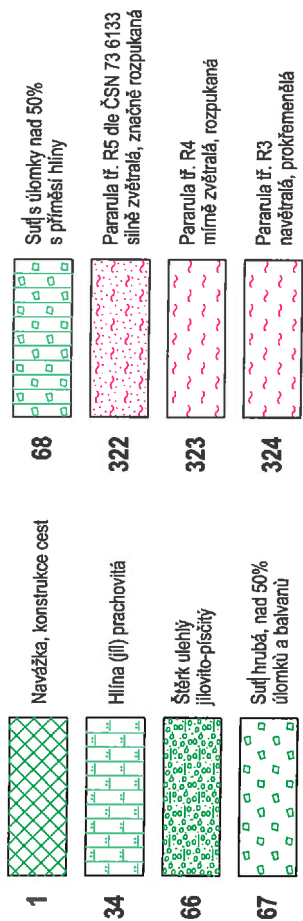 1
Navážka, konstrukce cest
34
Hlína (jíl) prachovitá
66
Štěrk ulehlý
jílovito-písčitý
67
Suť hrubá, nad 50%
úlomků a balvanů
68
Suť s úlomky nad 50%
s příměsí hlíny
322
Pararula tř. R5 dle ČSN 73 6133
silně zvětralá, značně rozpukaná
323
Pararula tř. R4
mírně zvětralá, rozpukaná
324
Pararula tř. R3
navětralá, prokřemenělá